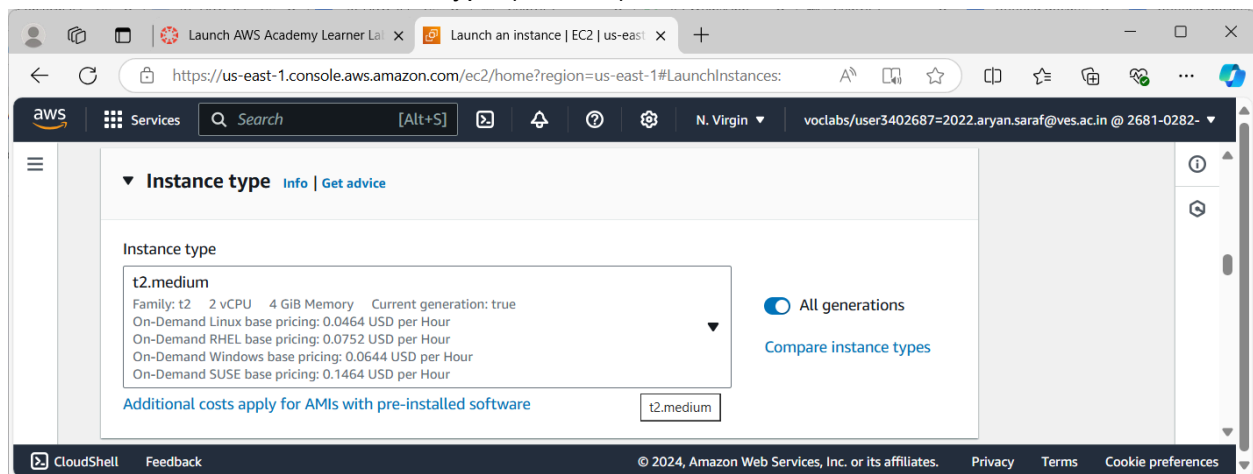 Launch AWS Academy Learner La
Launch an instance | EC2 | us-east
https://us-east-1.console.aws.amazon.com/ec2/home?region=us-east-1#LaunchInstances:
aws
Services
Search [Alt+S]
N. Virgin
voclabs/user3402687=2022.aryan.saraf@ves.ac.in @ 2681-0282-
Instance type Info | Get advice
Instance type
t2.medium
Family: t2 2 vCPU 4 GiB Memory Current generation: true
On-Demand Linux base pricing: 0.0464 USD per Hour
On-Demand RHEL base pricing: 0.0752 USD per Hour
On-Demand Windows base pricing: 0.0644 USD per Hour
On-Demand SUSE base pricing: 0.1464 USD per Hour
All generations
Compare instance types
Additional costs apply for AMIs with pre-installed software
t2.medium
CloudShell Feedback © 2024, Amazon Web Services, Inc. or its affiliates. Privacy Terms Cookie preferences